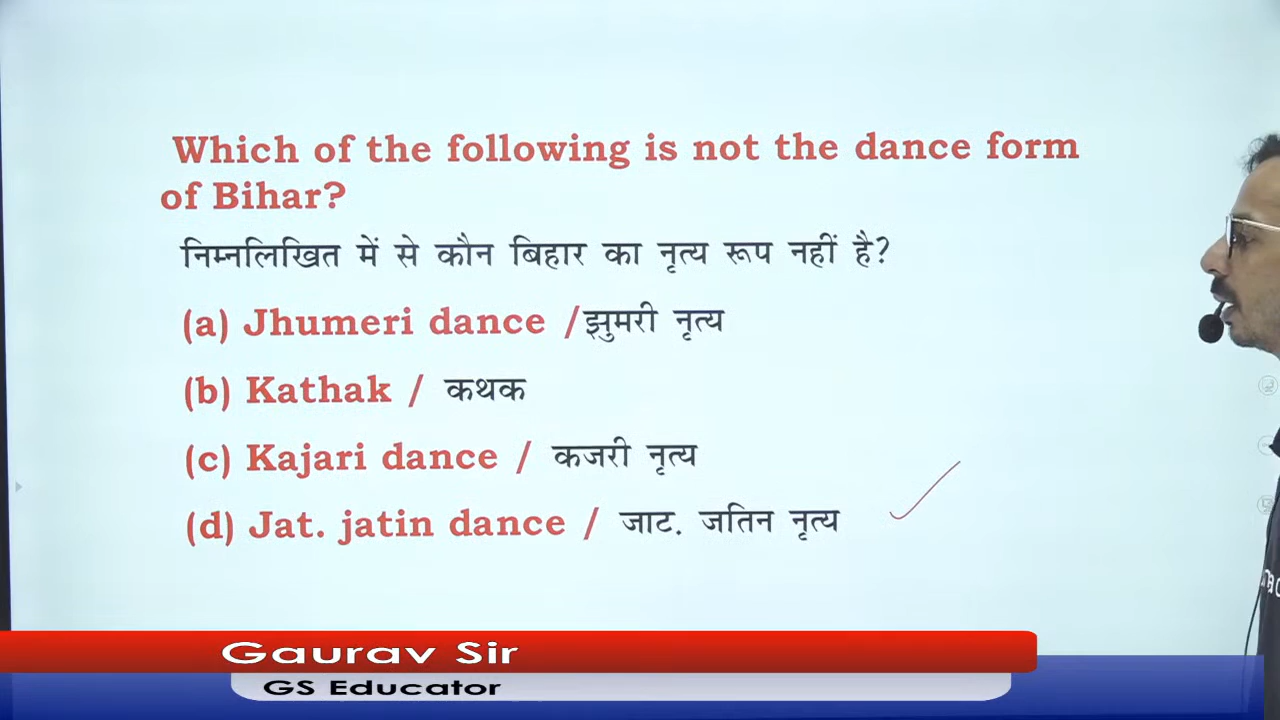 Which of the following is not the dance form
of Bihar?
निम्नलिखित में से कौन बिहार का नृत्य रूप नहीं है?
(a) Jhumeri dance /झुमरी नृत्य
(b) Kathak / कथक
(c) Kajari dance / कजरी नृत्य
(d) Jat. jatin dance / जाट. जतिन नृत्य
Gaurav Sir
GS Educator